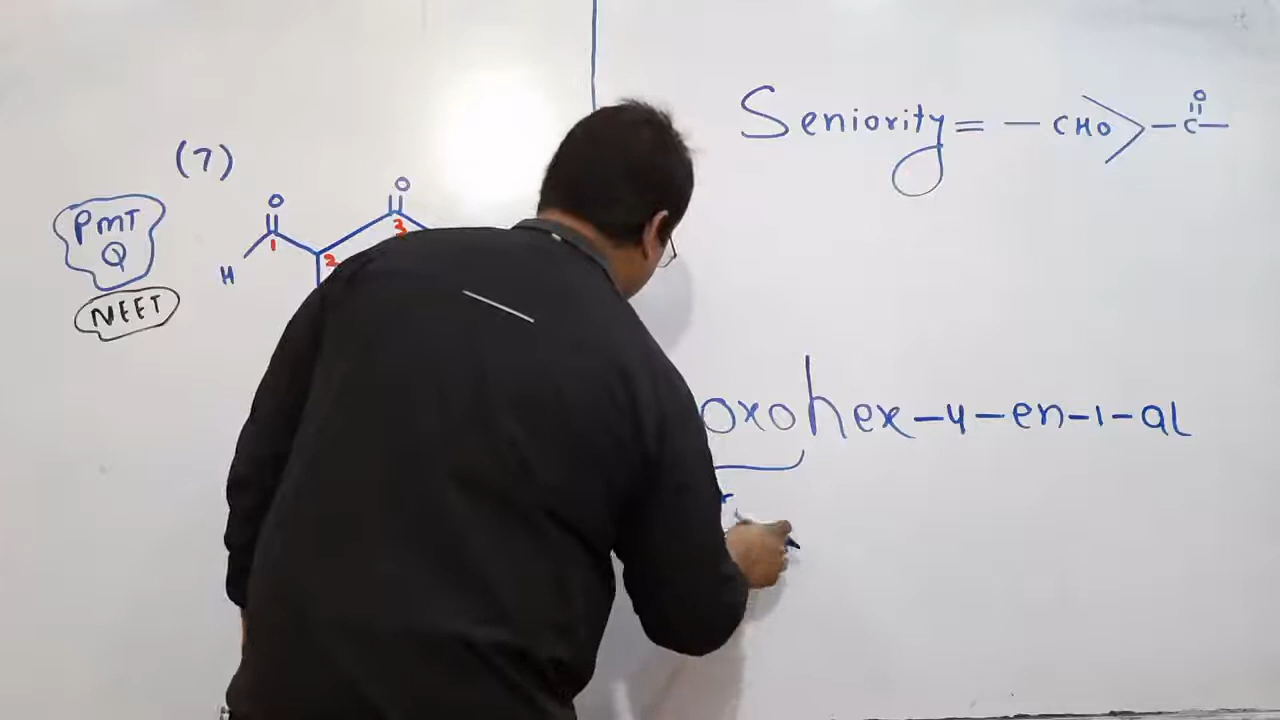 (7)
PMT
Q
NEET
O
H
1
2
O
3
Seniority = — CHO > — C —
O
oxohex-4-en-1-al